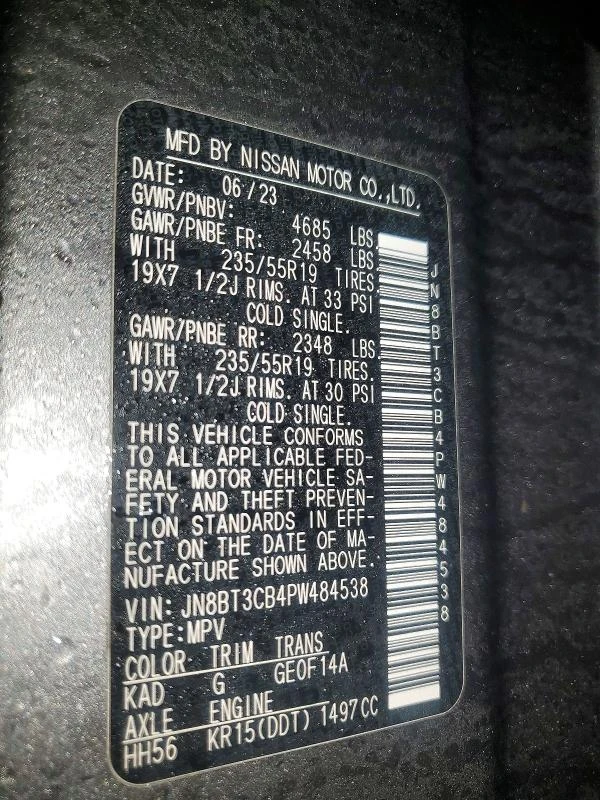 MFD BY NISSAN MOTOR CO.,LTD.
DATE: 06/23
GVWR/PNBV: 4685 LBS.
GAWR/PNBE FR: 2458 LBS.
WITH 235/55R19 TIRES.
19X7 1/2J RIMS. AT 33 PSI
COLD SINGLE.
GAWR/PNBE RR: 2348 LBS.
WITH 235/55R19 TIRES.
19X7 1/2J RIMS. AT 30 PSI
COLD SINGLE.
THIS VEHICLE CONFORMS
TO ALL APPLICABLE FED-
ERAL MOTOR VEHICLE SA-
FETY AND THEFT PREVEN-
TION STANDARDS IN EFF-
ECT ON THE DATE OF MA-
NUFACTURE SHOWN ABOVE.
VIN: JN8BT3CB4PW484538
TYPE:MPV
COLOR TRIM TRANS
KAD G GE0F14A
AXLE ENGINE
HH56 KR15(DDT) 1497CC
JN8BT3CB4PW484538